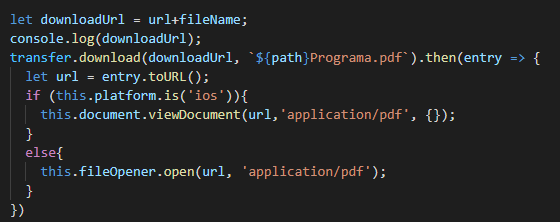 let downloadUrl = url+fileName;
console.log(downloadUrl);
transfer.download(downloadUrl, `${path}Programa.pdf`).then(entry => {
  let url = entry.toURL();
  if (this.platform.is('ios')){
    this.document.viewDocument(url,'application/pdf', {});
  }
  else{
    this.fileOpener.open(url, 'application/pdf');
  }
})